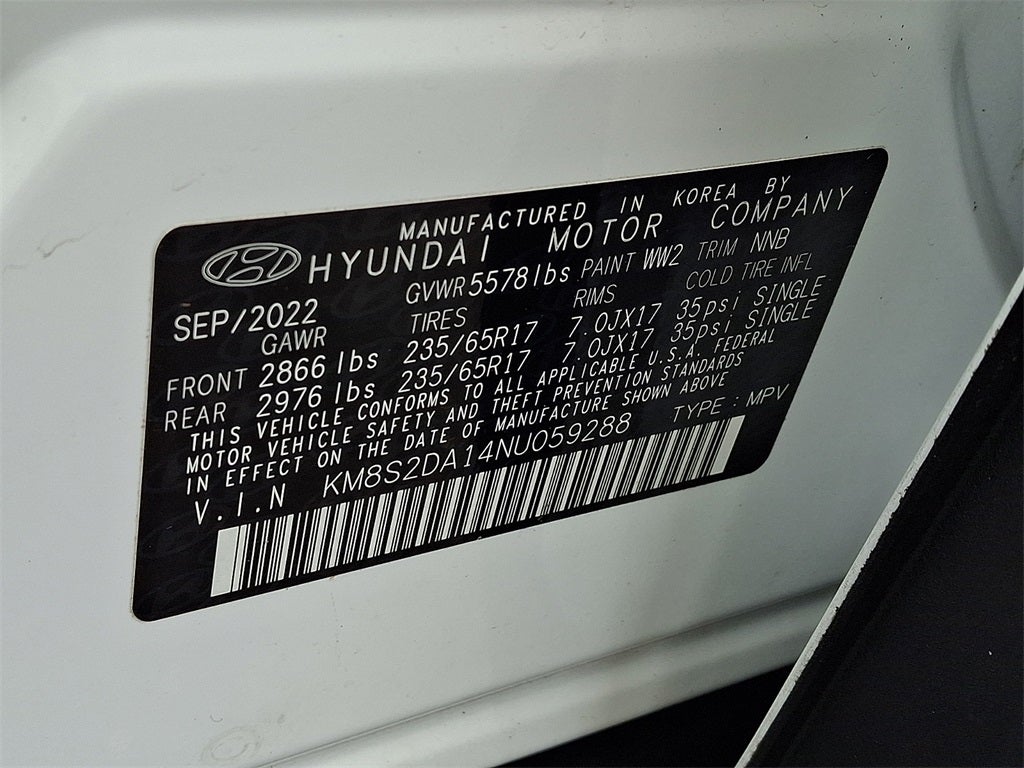 MANUFACTURED IN KOREA BY
HYUNDAI MOTOR COMPANY
SEP/2022 GVWR 5578lbs PAINT WW2 TRIM NNB
GAWR TIRES RIMS COLD TIRE INFL
FRONT 2866 lbs 235/65R17 7.0JX17 35psi SINGLE
REAR 2976 lbs 235/65R17 7.0JX17 35psi SINGLE
THIS VEHICLE CONFORMS TO ALL APPLICABLE U.S.A. FEDERAL
MOTOR VEHICLE SAFETY AND THEFT PREVENTION STANDARDS
IN EFFECT ON THE DATE OF MANUFACTURE SHOWN ABOVE
V.I.N KM8S2DA14NU059288 TYPE : MPV